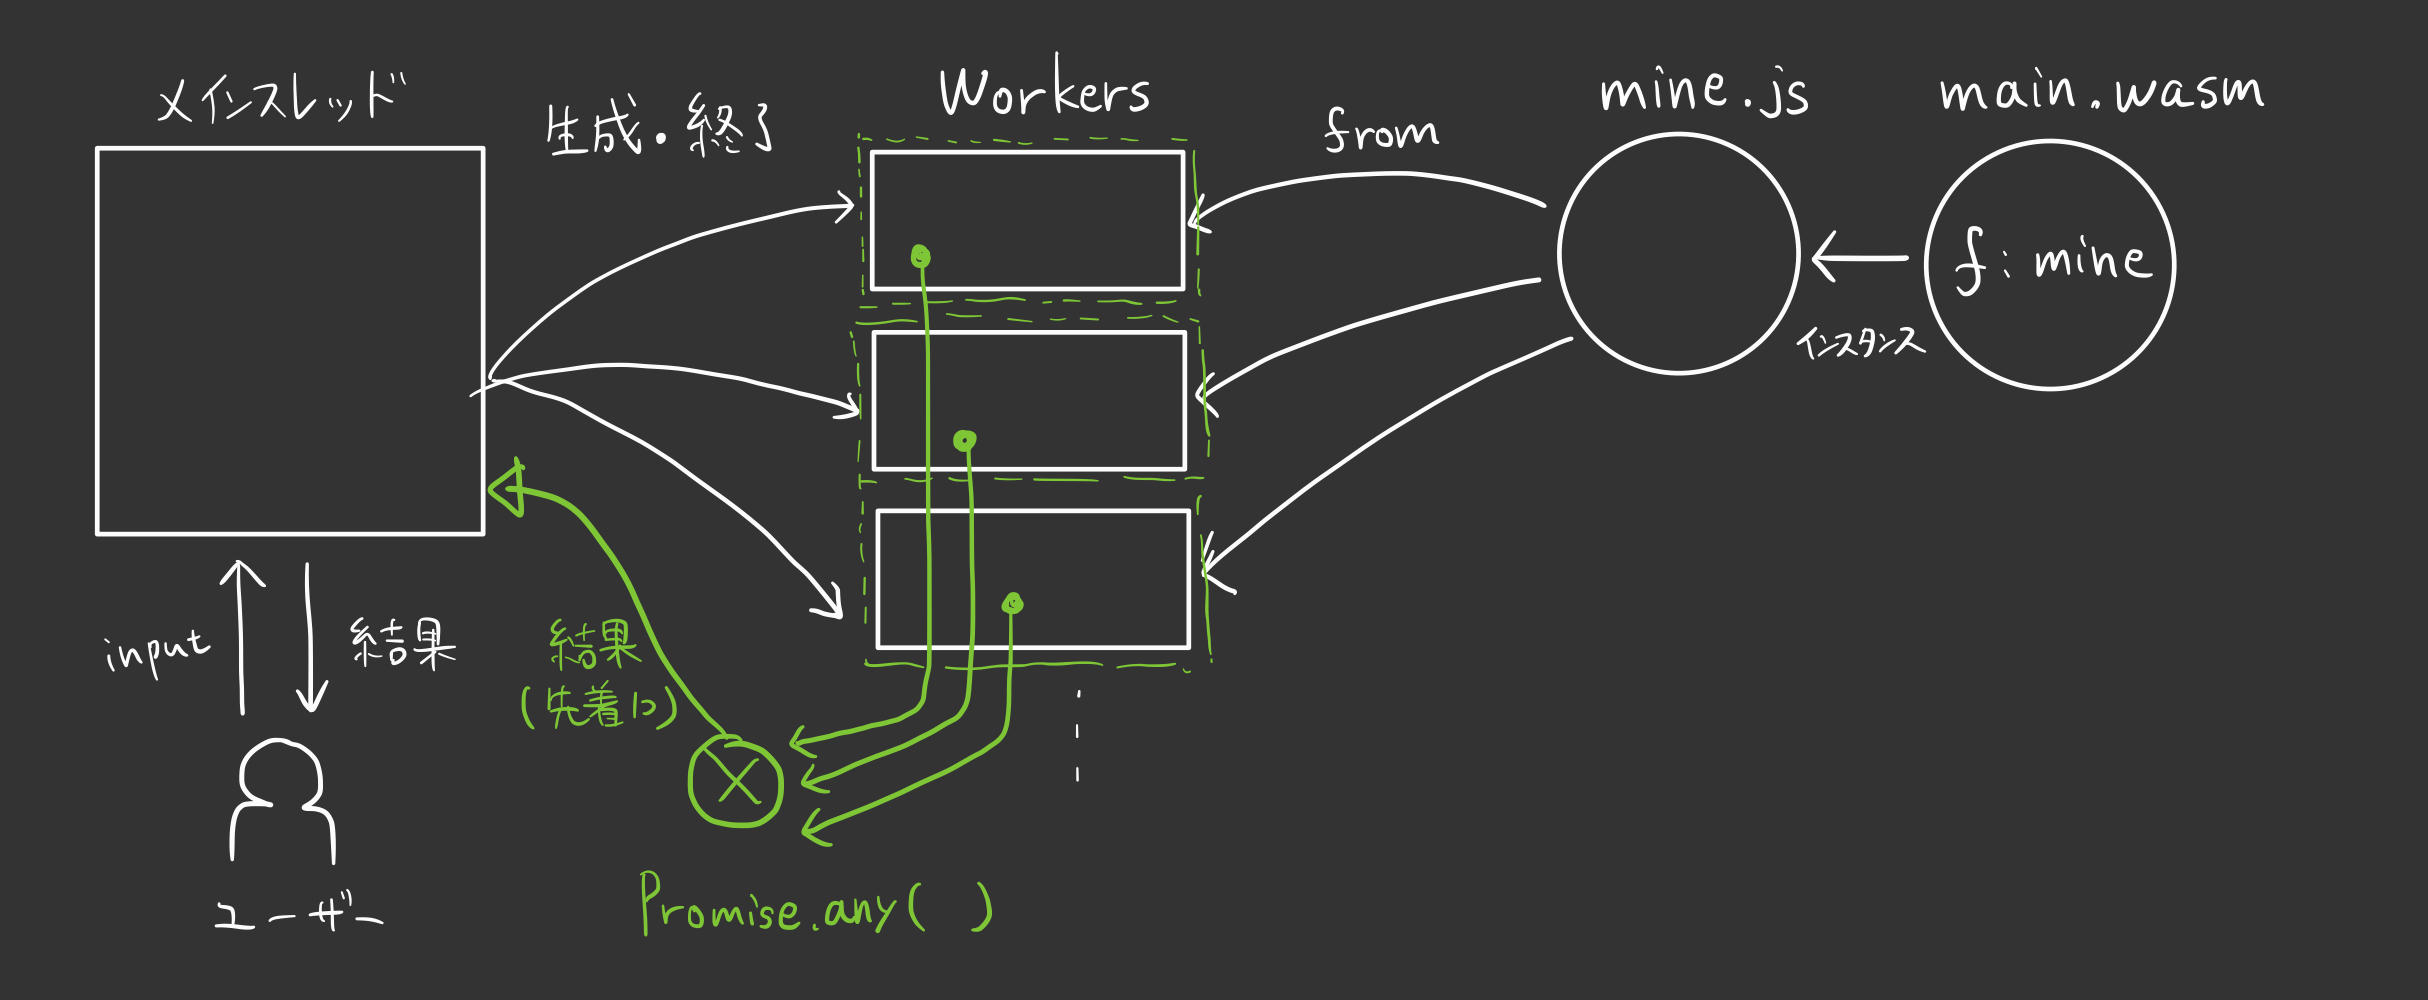 メインスレッド
生成・終了
Workers
from
mine.js
main.wasm
f: mine
インスタンス
input
結果
結果
(先着1つ)
ユーザー
Promise.any( )